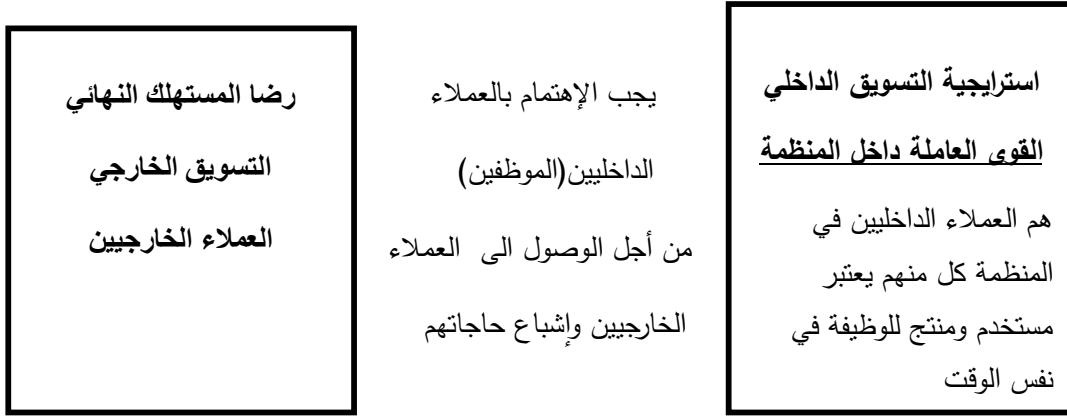 استرايجية التسويق الداخلي
القوى العاملة داخل المنظمة
هم العملاء الداخليين في
المنظمة كل منهم يعتبر
مستخدم ومنتج للوظيفة في
نفس الوقت
يجب الإهتمام بالعملاء
الداخليين(الموظفين)
من أجل الوصول الى العملاء
الخارجيين وإشباع حاجاتهم
رضا المستهلك النهائي
التسويق الخارجي
العملاء الخارجيين